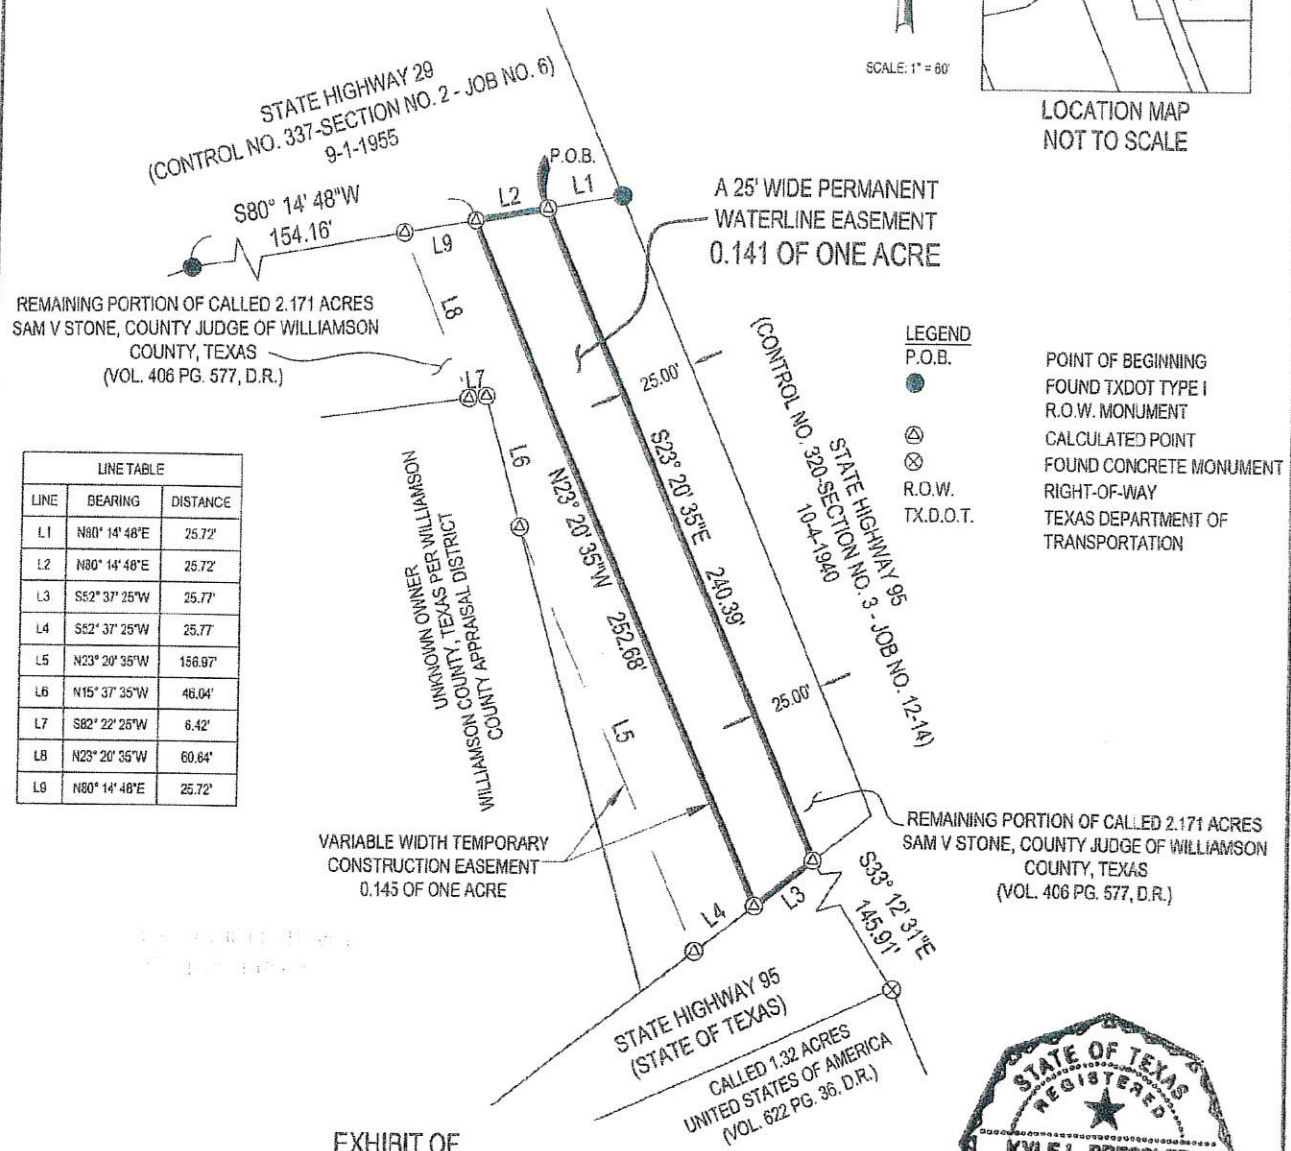 SCALE: 1" = 60'
LOCATION MAP
NOT TO SCALE
STATE HIGHWAY 29
(CONTROL NO. 337-SECTION NO. 2 - JOB NO. 6)
9-1-1955
P.O.B.
L1
L2
S80° 14' 48"W
154.16'
L9
L8
A 25' WIDE PERMANENT
WATERLINE EASEMENT
0.141 OF ONE ACRE
REMAINING PORTION OF CALLED 2.171 ACRES
SAM V STONE, COUNTY JUDGE OF WILLIAMSON
COUNTY, TEXAS
(VOL. 406 PG. 577, D.R.)
LEGEND
P.O.B. POINT OF BEGINNING
FOUND TXDOT TYPE I
R.O.W. MONUMENT
CALCULATED POINT
FOUND CONCRETE MONUMENT
R.O.W. RIGHT-OF-WAY
TX.D.O.T. TEXAS DEPARTMENT OF
TRANSPORTATION
L7
L6
25.00'
S23° 20' 35"E 240.39'
N23° 20' 35"W 252.68'
25.00'
STATE HIGHWAY 95
(CONTROL NO. 320-SECTION NO. 3 - JOB NO. 12-14)
10-4-1940
UNKNOWN OWNER
WILLIAMSON COUNTY, TEXAS PER WILLIAMSON
COUNTY APPRAISAL DISTRICT
L5
LINE TABLE
LINE BEARING DISTANCE
L1 N80° 14' 48"E 25.72'
L2 N80° 14' 48"E 25.72'
L3 S52° 37' 25"W 25.77'
L4 S52° 37' 25"W 25.77'
L5 N23° 20' 35"W 156.97'
L6 N15° 37' 35"W 46.04'
L7 S82° 22' 25"W 6.42'
L8 N23° 20' 35"W 60.64'
L9 N80° 14' 48"E 25.72'
VARIABLE WIDTH TEMPORARY
CONSTRUCTION EASEMENT
0.145 OF ONE ACRE
REMAINING PORTION OF CALLED 2.171 ACRES
SAM V STONE, COUNTY JUDGE OF WILLIAMSON
COUNTY, TEXAS
(VOL. 406 PG. 577, D.R.)
L3
L4
S33° 12' 31"E
145.91'
STATE HIGHWAY 95
(STATE OF TEXAS)
CALLED 1.32 ACRES
UNITED STATES OF AMERICA
(VOL. 622 PG. 36, D.R.)
EXHIBIT OF
STATE OF TEXAS
REGISTERED